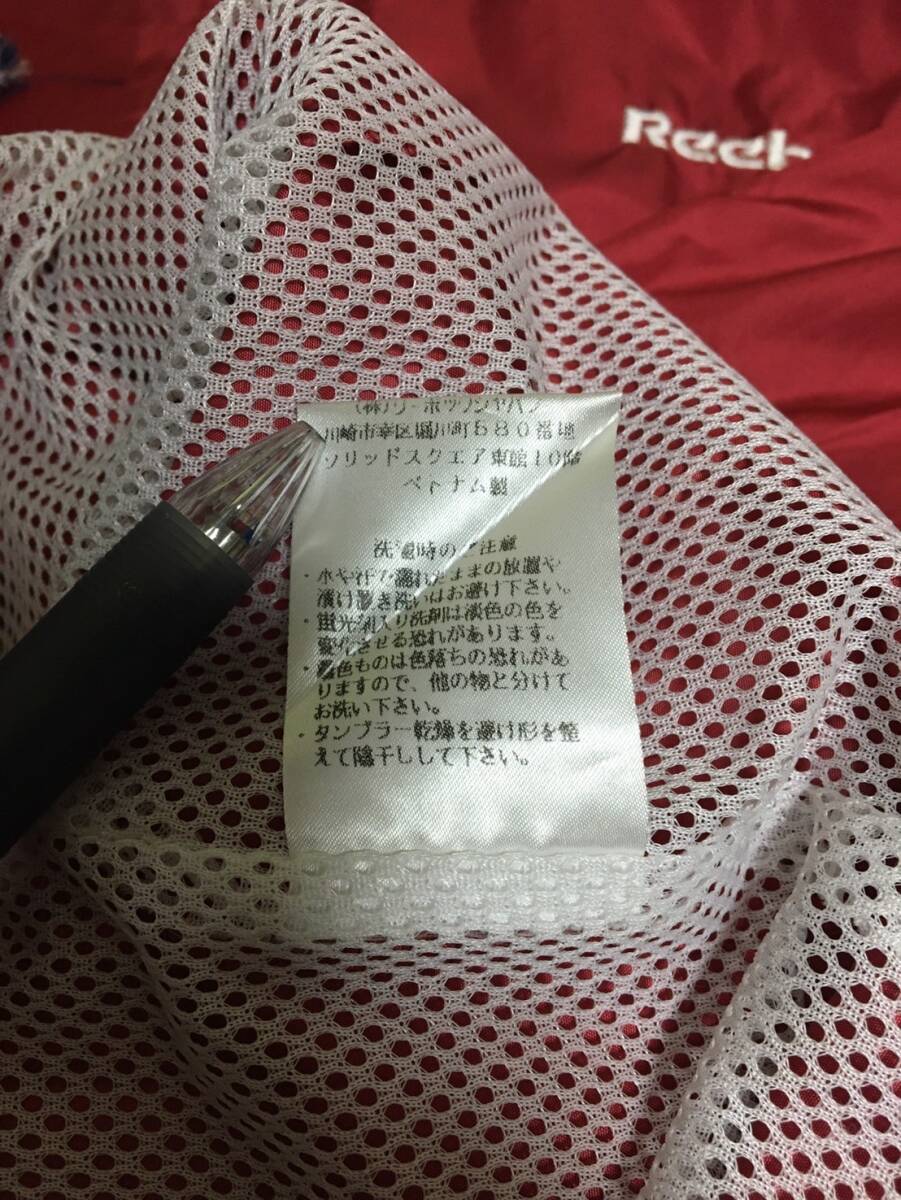 Reeb
(株)リーボックジャパン
川崎市幸区堀川町580番地
ソリッドスクエア東館10階
ベトナム製
洗濯時のご注意
・水や汗で濡れたままの放置や
漬け置き洗いはお避け下さい。
・蛍光剤入り洗剤は淡色の色を
変化させる恐れがあります。
・着色ものは色落ちの恐れがあ
りますので、他の物と分けて
お洗い下さい。
・タンブラー乾燥を避け形を整
えて陰干しして下さい。